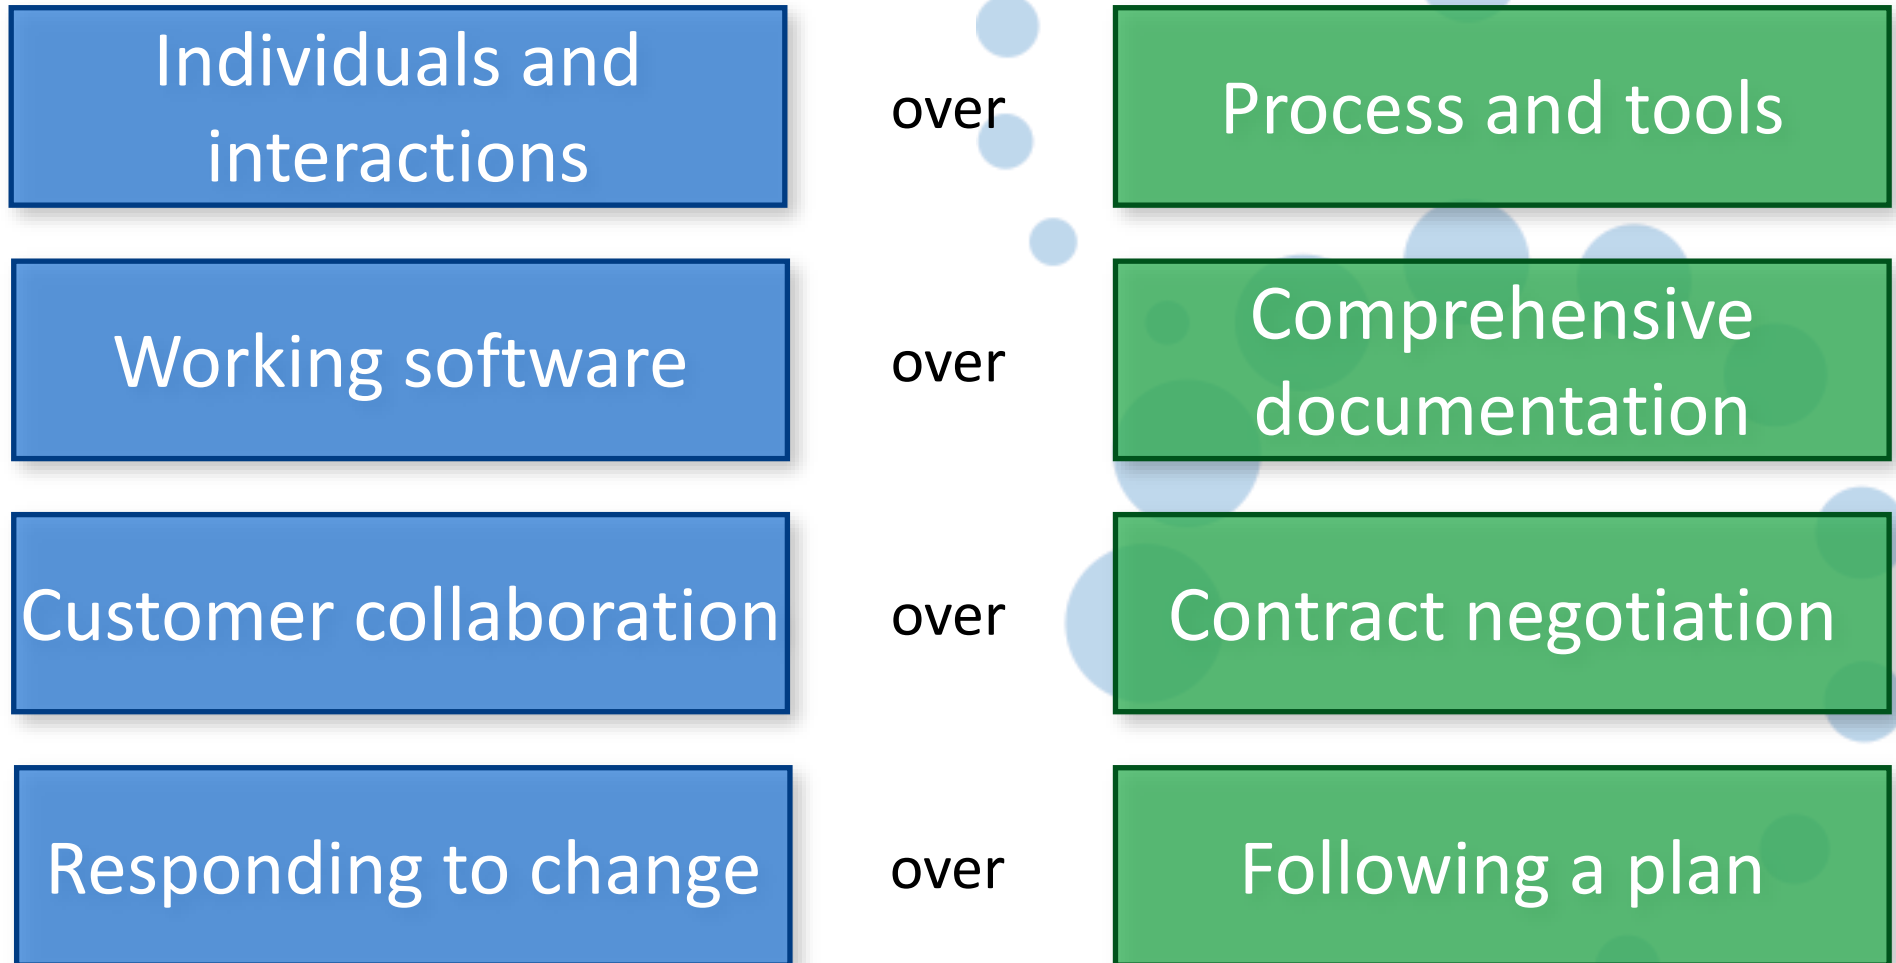 Individuals and
interactions
over
Process and tools
Working software
over
Comprehensive
documentation
Customer collaboration
over
Contract negotiation
Responding to change
over
Following a plan